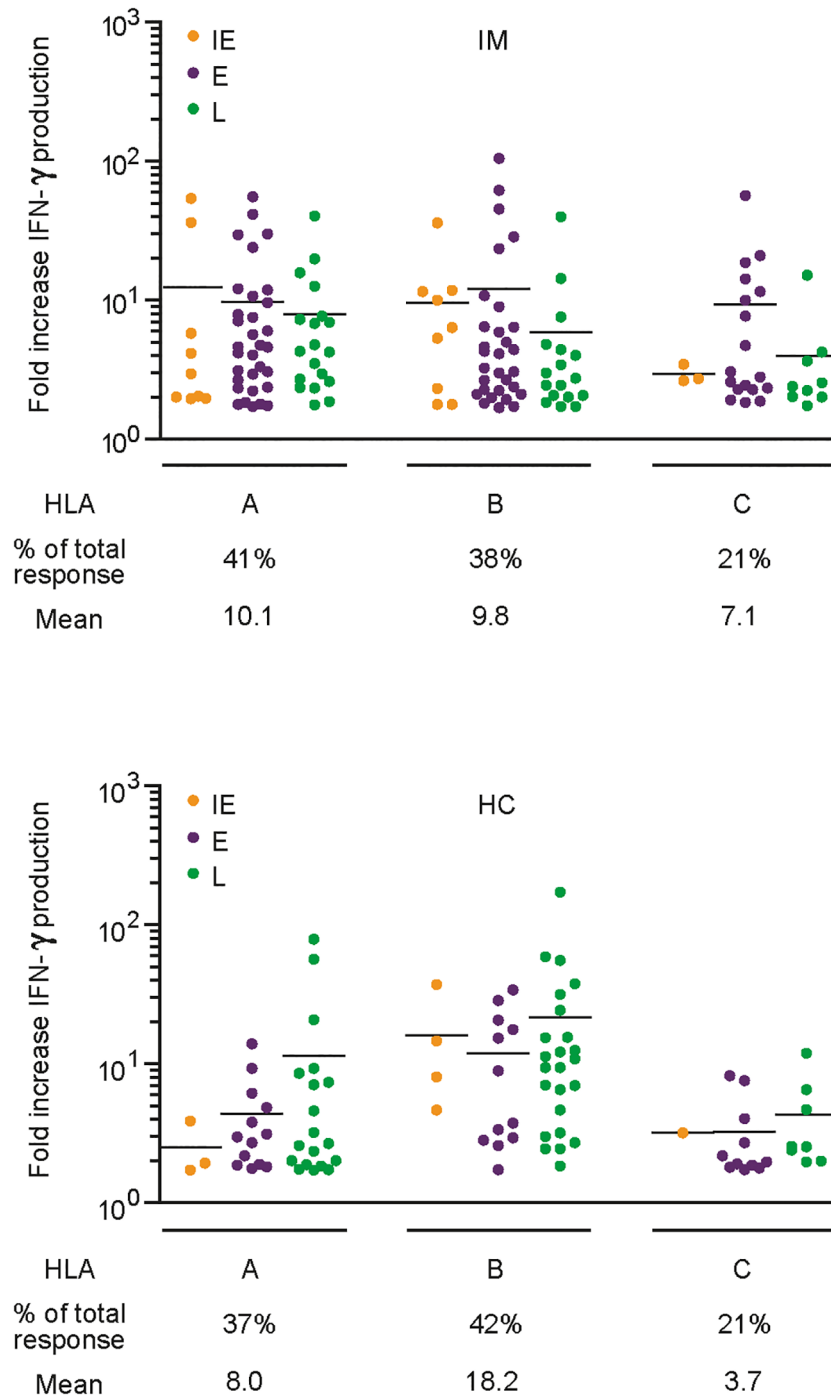 IM
IE
E
L
Fold increase IFN-γ production
10³
10²
10¹
10⁰
HLA A B C
% of total response 41% 38% 21%
Mean 10.1 9.8 7.1
HC
IE
E
L
Fold increase IFN-γ production
10³
10²
10¹
10⁰
HLA A B C
% of total response 37% 42% 21%
Mean 8.0 18.2 3.7